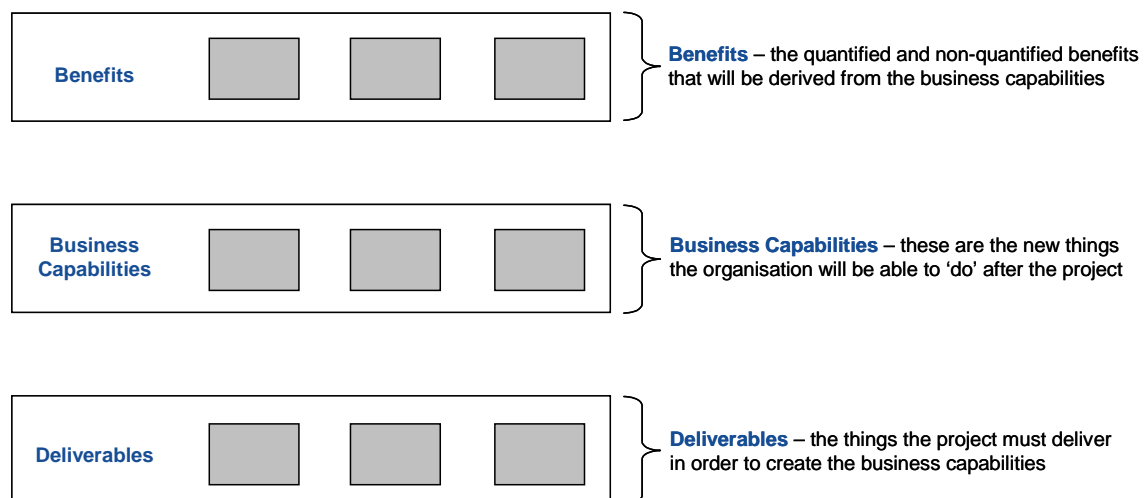 Benefits
Benefits – the quantified and non-quantified benefits
that will be derived from the business capabilities
Business
Capabilities
Business Capabilities – these are the new things
the organisation will be able to ‘do’ after the project
Deliverables
Deliverables – the things the project must deliver
in order to create the business capabilities